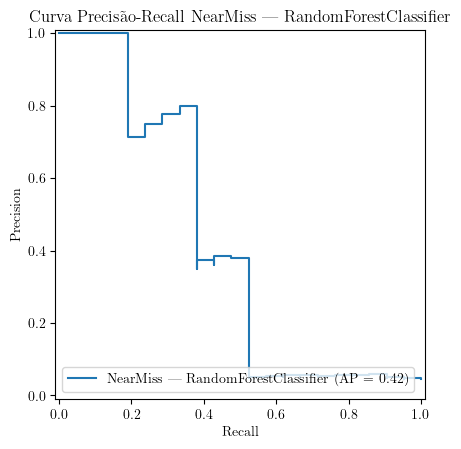 Curva Precisão-Recall NearMiss — RandomForestClassifier
1.0
0.8
0.6
0.4
0.2
0.0
Precision
NearMiss — RandomForestClassifier (AP = 0.42)
0.0 0.2 0.4 0.6 0.8 1.0
Recall